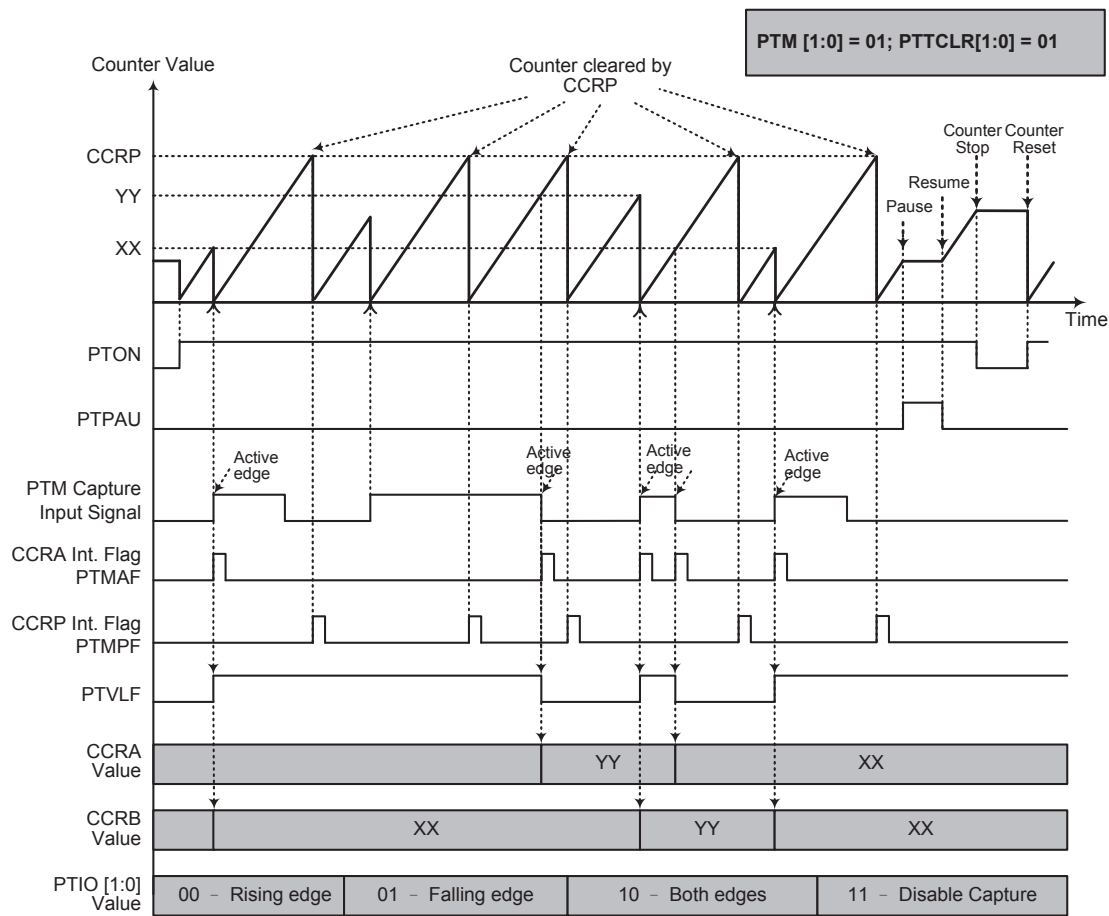 PTM [1:0] = 01; PTTCLR[1:0] = 01
Counter Value
Counter cleared by
CCRP
Counter
Stop
Counter
Reset
CCRP
YY
XX
Resume
Pause
Time
PTON
PTPAU
Active
edge
Active
edge
Active
edge
Active
edge
PTM Capture
Input Signal
CCRA Int. Flag
PTMAF
CCRP Int. Flag
PTMPF
PTVLF
CCRA
Value
YY
XX
CCRB
Value
XX
YY
XX
PTIO [1:0]
Value
00 – Rising edge
01 – Falling edge
10 – Both edges
11 – Disable Capture